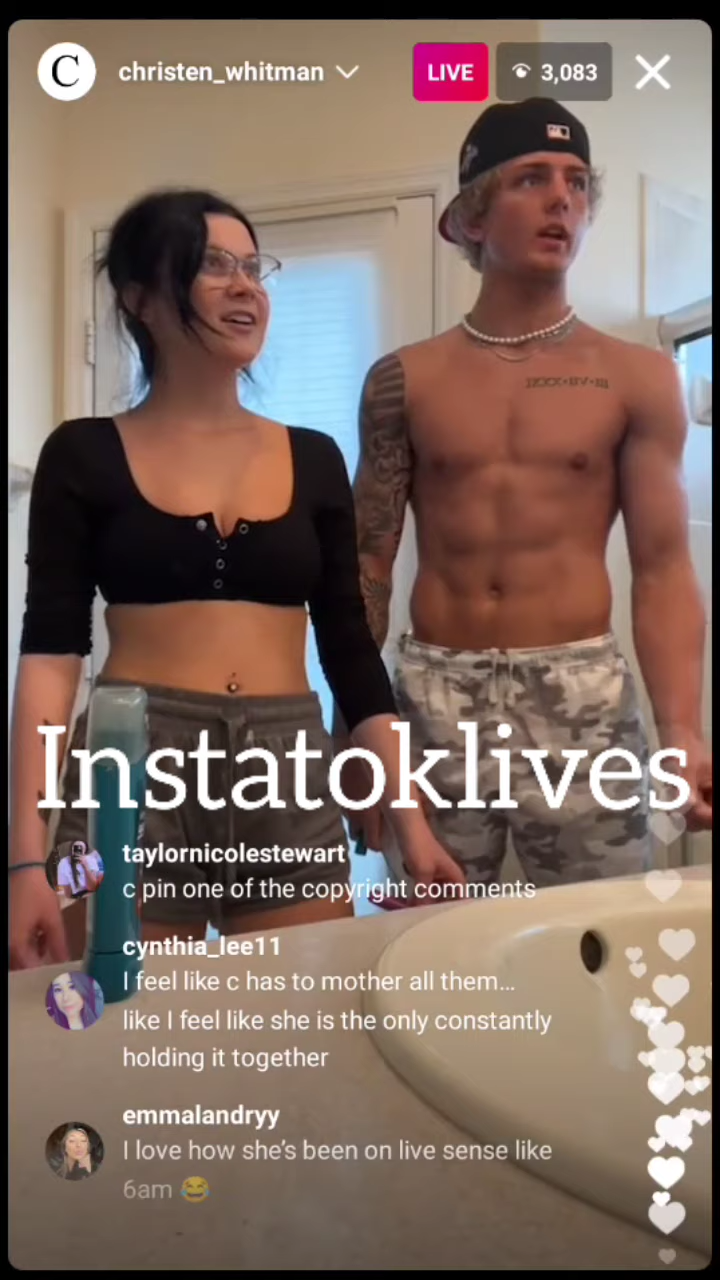 C
christen_whitman
LIVE
3,083
Instatoklives
taylornicolestewart
c pin one of the copyright comments
cynthia_lee11
I feel like c has to mother all them...
like I feel like she is the only constantly
holding it together
emmalandryy
I love how she's been on live sense like
6am 😂